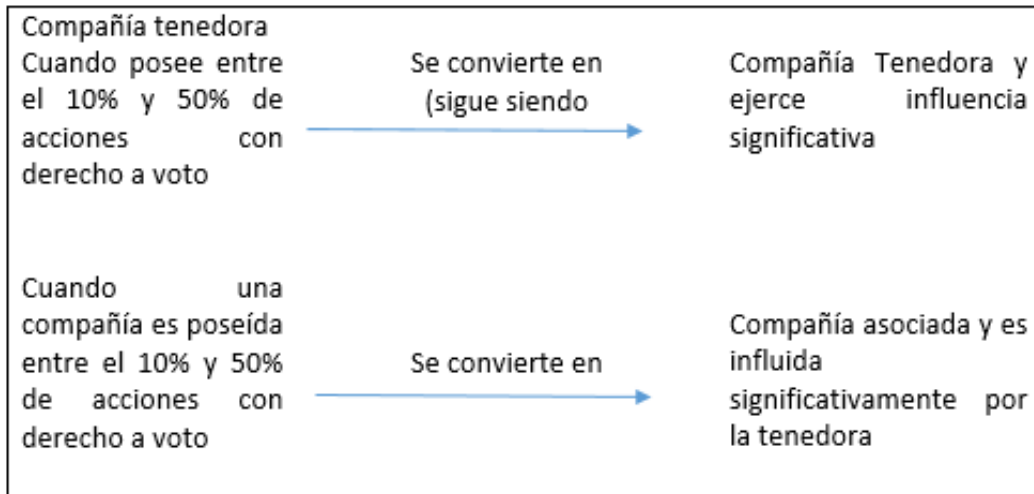 Compañía tenedora
Cuando posee entre
el 10% y 50% de
acciones con
derecho a voto
Se convierte en
(sigue siendo
Compañía Tenedora y
ejerce influencia
significativa
Cuando una
compañía es poseída
entre el 10% y 50%
de acciones con
derecho a voto
Se convierte en
Compañía asociada y es
influida
significativamente por
la tenedora